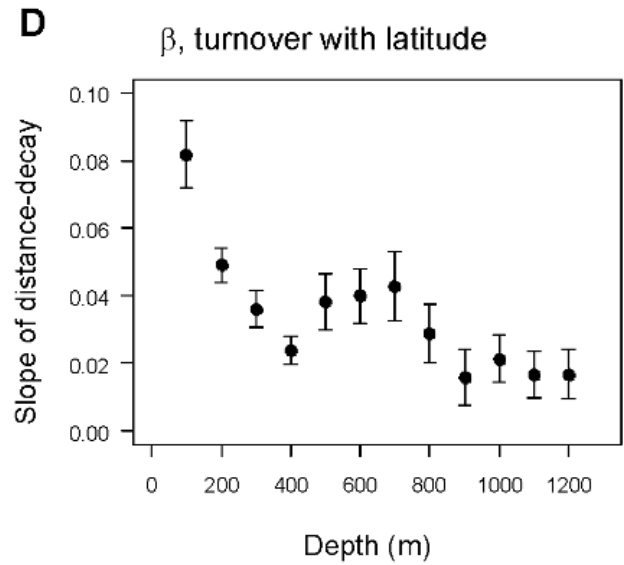 D
β, turnover with latitude
Slope of distance-decay
0.10
0.08
0.06
0.04
0.02
0.00
0 200 400 600 800 1000 1200
Depth (m)